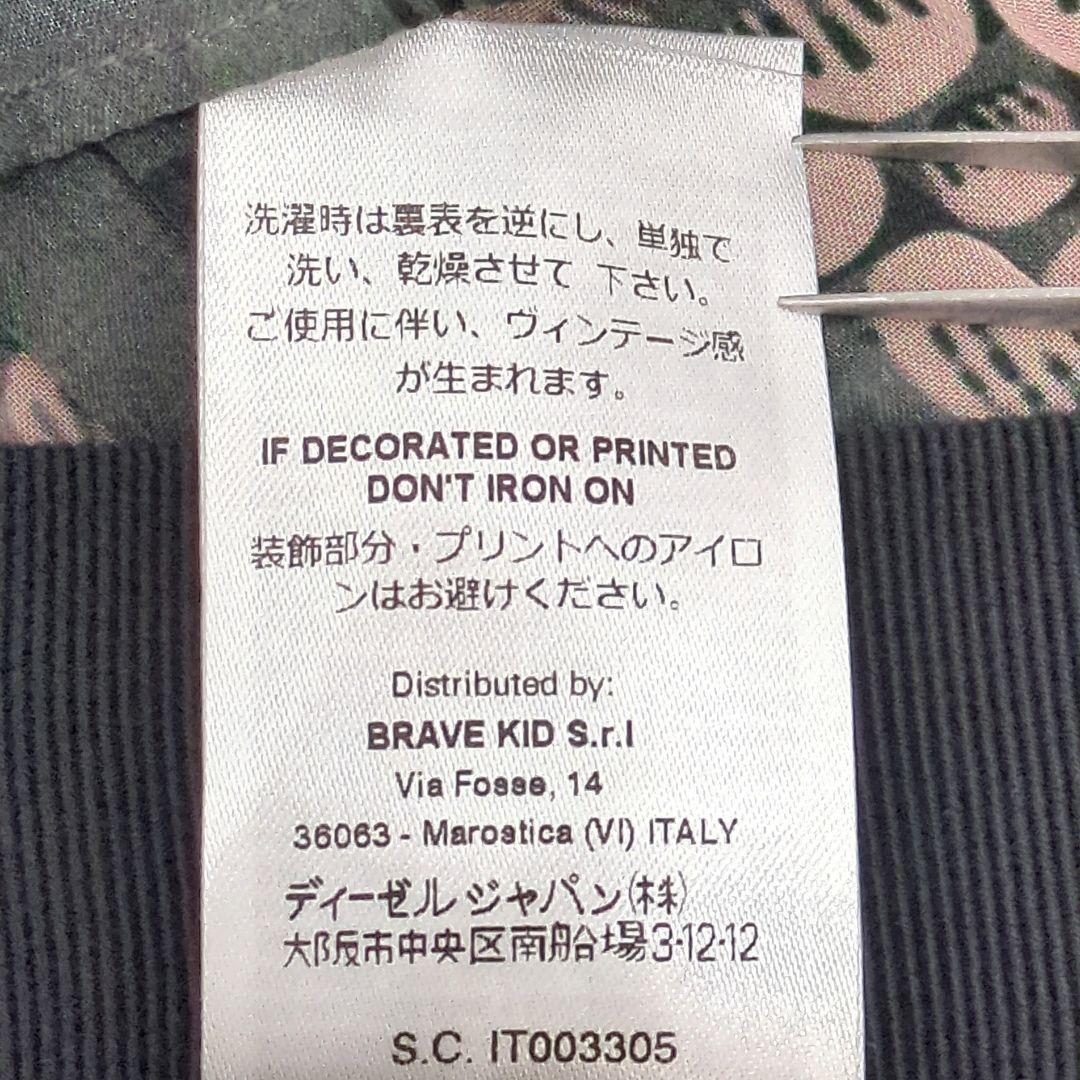 洗濯時は裏表を逆にし、単独で
洗い、乾燥させて 下さい。
ご使用に伴い、ヴィンテージ感
が生まれます。
IF DECORATED OR PRINTED
DON'T IRON ON
装飾部分・プリントへのアイロ
ンはお避けください。
Distributed by:
BRAVE KID S.r.l
Via Fosse, 14
36063 - Marostica (VI) ITALY
ディーゼル ジャパン(株)
大阪市中央区南船場3-12-12
S.C. IT003305